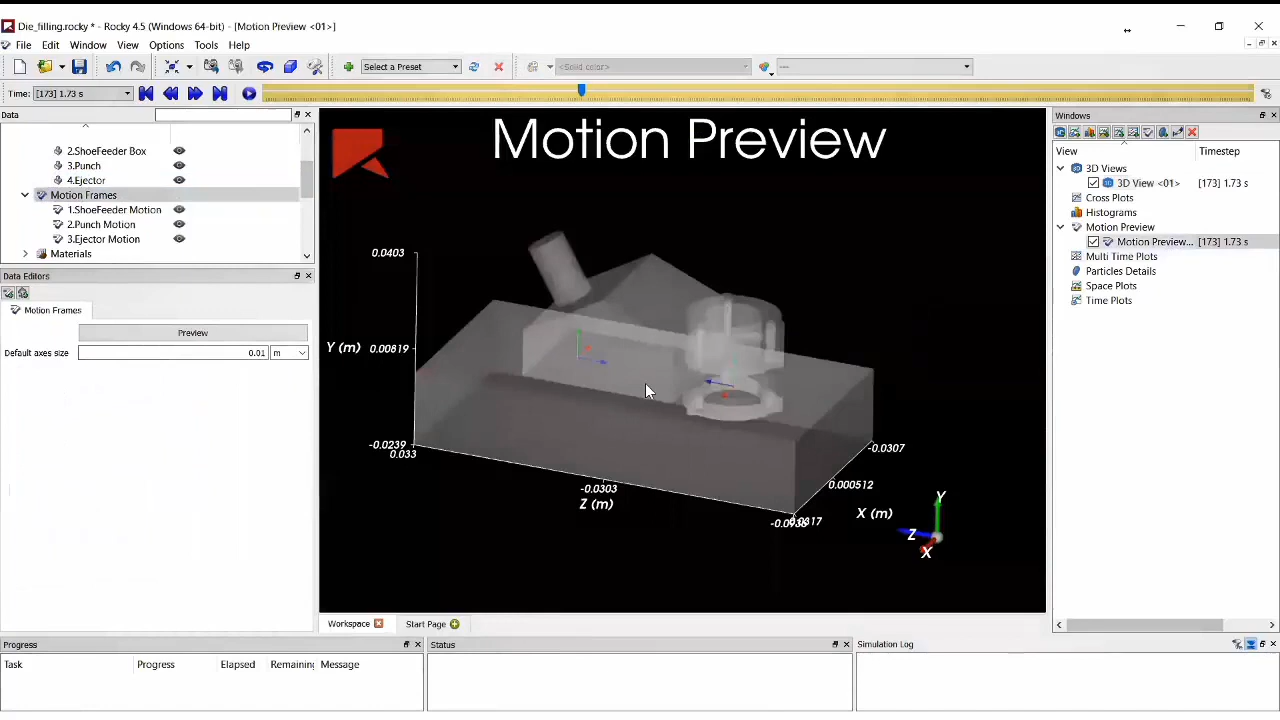 Die_filling.rocky * - Rocky 4.5 (Windows 64-bit) - [Motion Preview <01>]
File Edit Window View Options Tools Help
Select a Preset <Solid color> ---
Time: [173] 1.73 s
Data
2.ShoeFeeder Box
3.Punch
4.Ejector
Motion Frames
1.ShoeFeeder Motion
2.Punch Motion
3.Ejector Motion
Materials
Data Editors
Motion Frames
Preview
Default axes size 0.01 m
Motion Preview
0.0403
Y (m) 0.00819
-0.0239
0.033
-0.0303
Z (m)
-0.0307
0.000512
X (m)
Y
Z
X
Workspace Start Page
Windows
View Timestep
3D Views
3D View <01> [173] 1.73 s
Cross Plots
Histograms
Motion Preview
Motion Preview... [173] 1.73 s
Multi Time Plots
Particles Details
Space Plots
Time Plots
Progress
Task Progress Elapsed Remaining Message
Status
Simulation Log